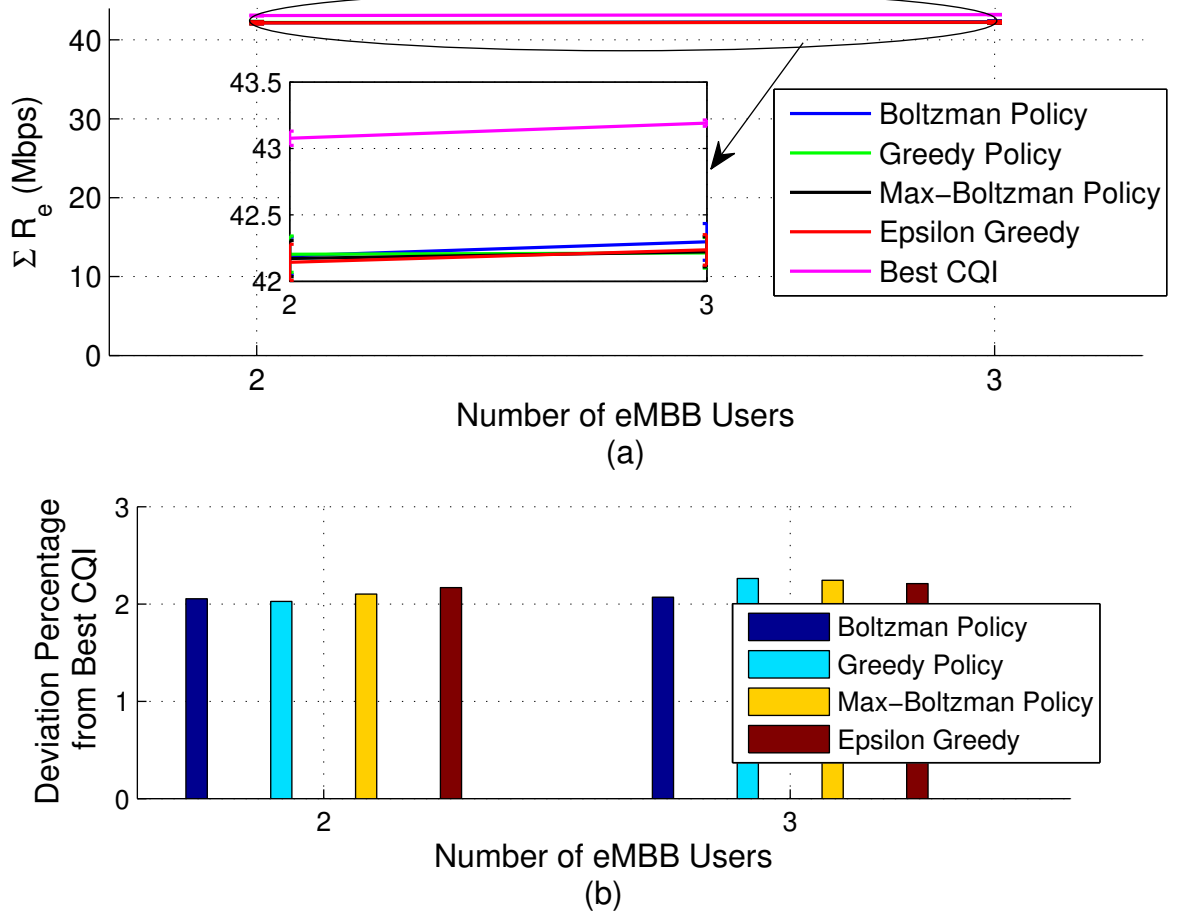 40
30
20
10
0
Σ R_e (Mbps)
43.5
43
42.5
42
2
3
Boltzman Policy
Greedy Policy
Max−Boltzman Policy
Epsilon Greedy
Best CQI
2
3
Number of eMBB Users
(a)
3
2
1
0
Deviation Percentage
from Best CQI
Boltzman Policy
Greedy Policy
Max−Boltzman Policy
Epsilon Greedy
2
3
Number of eMBB Users
(b)